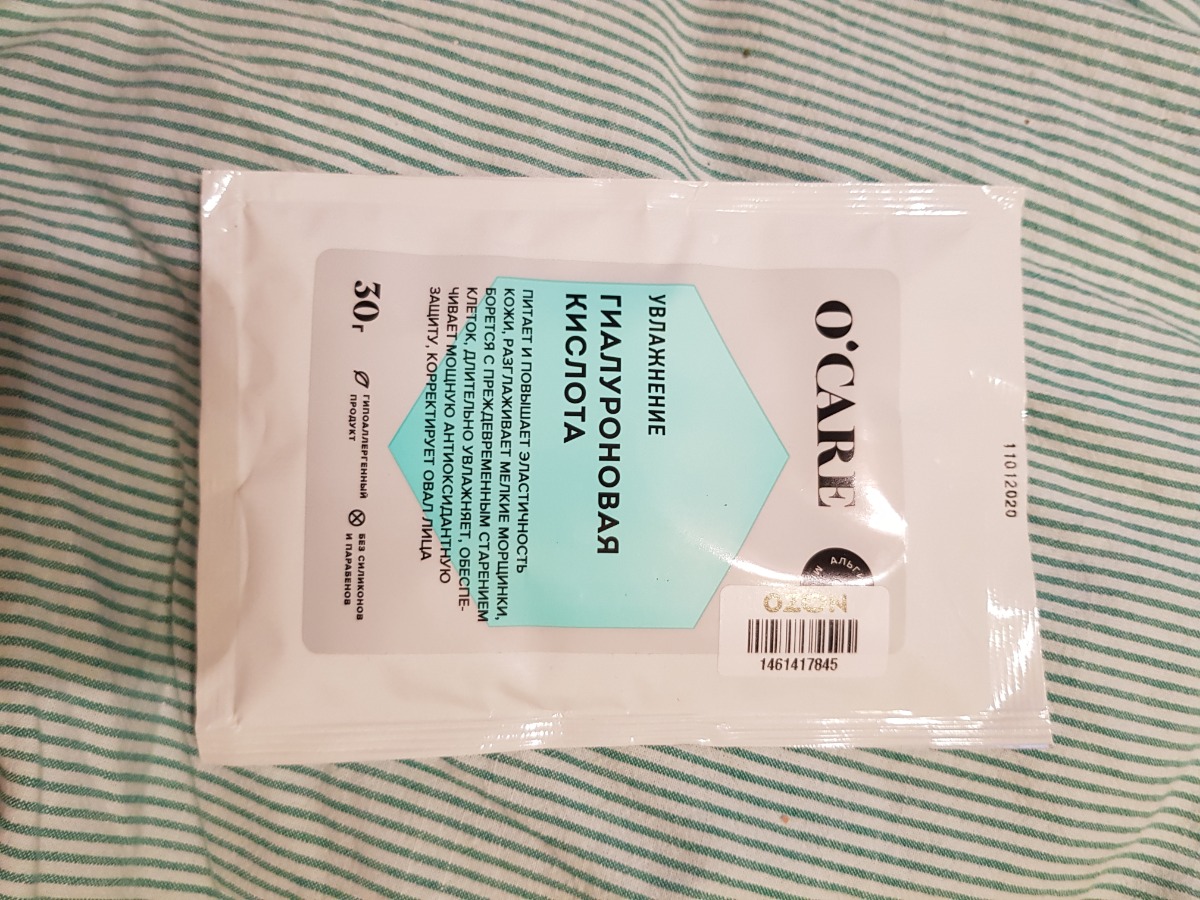 11012020
O'CARE
OZON
1461417845
УВЛАЖНЕНИЕ
ГИАЛУРОНОВАЯ
КИСЛОТА
ПИТАЕТ И ПОВЫШАЕТ ЭЛАСТИЧНОСТЬ
КОЖИ, РАЗГЛАЖИВАЕТ МЕЛКИЕ МОРЩИНКИ,
БОРЕТСЯ С ПРЕЖДЕВРЕМЕННЫМ СТАРЕНИЕМ
КЛЕТОК, ДЛИТЕЛЬНО УВЛАЖНЯЕТ, ОБЕСПЕ-
ЧИВАЕТ МОЩНУЮ АНТИОКСИДАНТНУЮ
ЗАЩИТУ, КОРРЕКТИРУЕТ ОВАЛ ЛИЦА
30г
ГИПОАЛЛЕРГЕННЫЙ
ПРОДУКТ
БЕЗ СИЛИКОНОВ
И ПАРАБЕНОВ